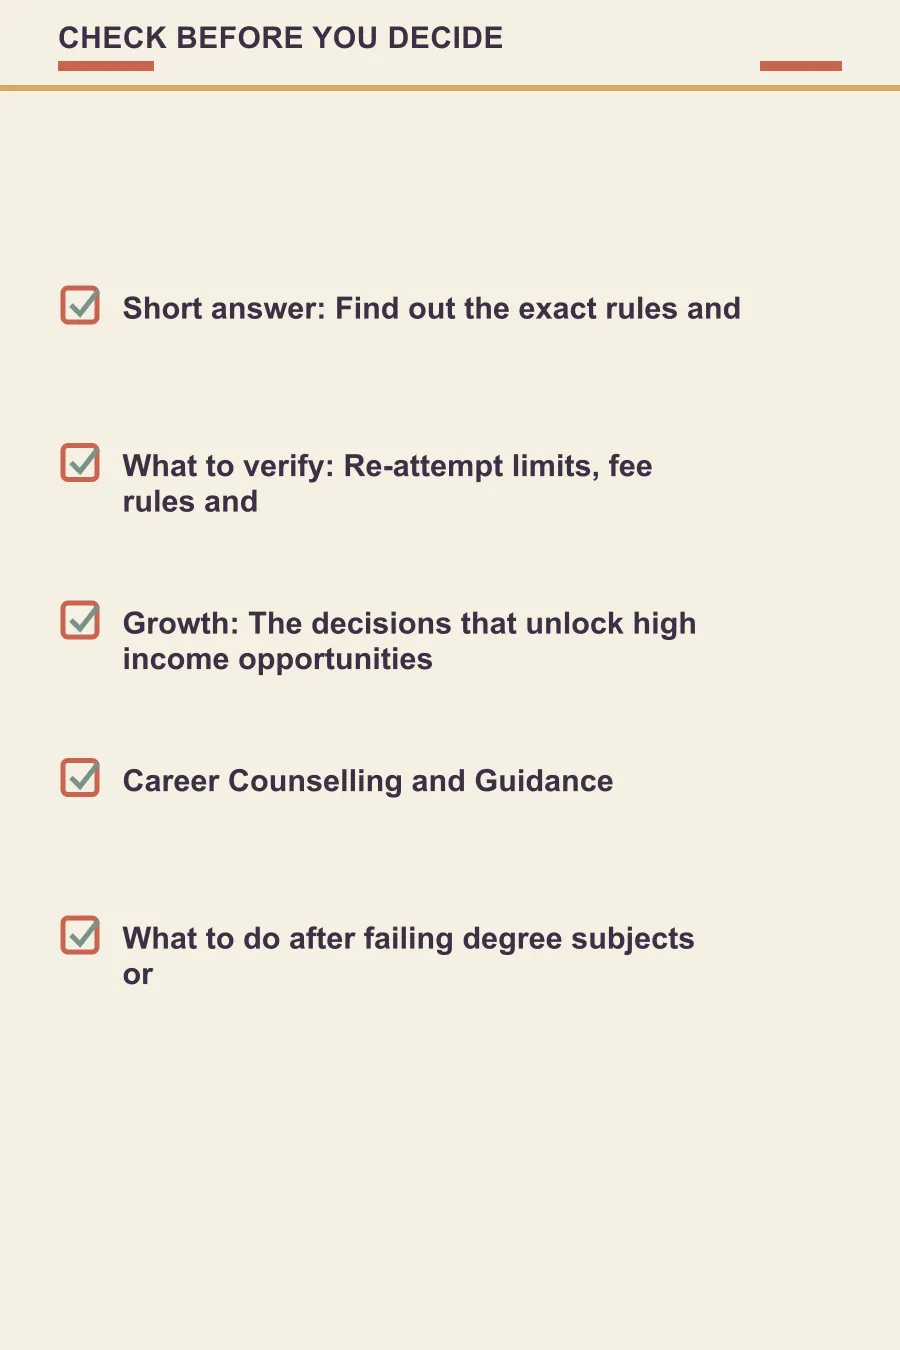 CHECK BEFORE YOU DECIDE
Short answer: Find out the exact rules and
What to verify: Re-attempt limits, fee
rules and
Growth: The decisions that unlock high
income opportunities
Career Counselling and Guidance
What to do after failing degree subjects
or